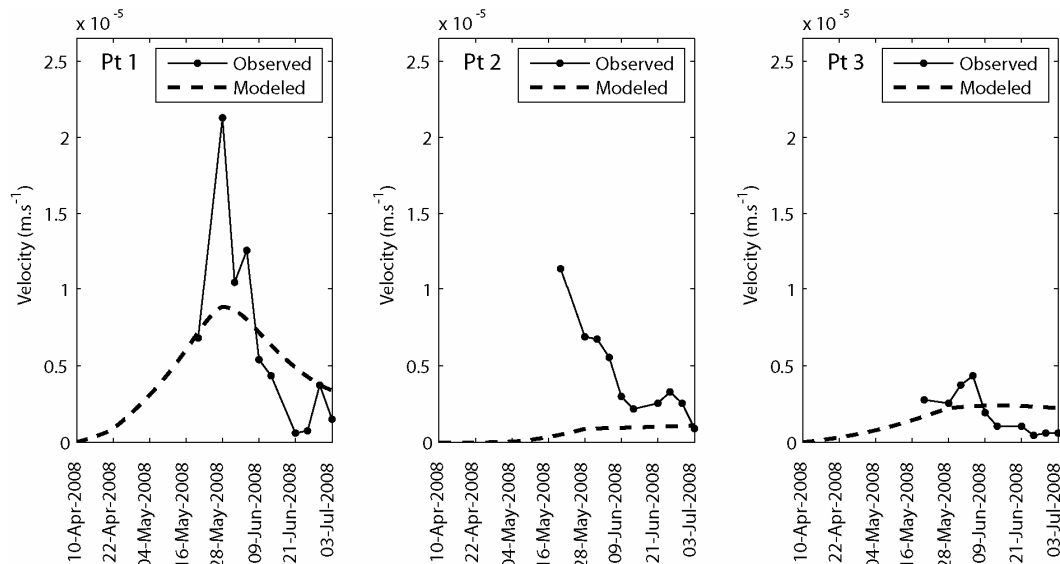 x 10⁻⁵
Pt 1
Observed
Modeled
Velocity (m.s⁻¹)
2.5
2
1.5
1
0.5
0
10-Apr-2008
22-Apr-2008
04-May-2008
16-May-2008
28-May-2008
09-Jun-2008
21-Jun-2008
03-Jul-2008
x 10⁻⁵
Pt 2
Observed
Modeled
Velocity (m.s⁻¹)
2.5
2
1.5
1
0.5
0
10-Apr-2008
22-Apr-2008
04-May-2008
16-May-2008
28-May-2008
09-Jun-2008
21-Jun-2008
03-Jul-2008
x 10⁻⁵
Pt 3
Observed
Modeled
Velocity (m.s⁻¹)
2.5
2
1.5
1
0.5
0
10-Apr-2008
22-Apr-2008
04-May-2008
16-May-2008
28-May-2008
09-Jun-2008
21-Jun-2008
03-Jul-2008